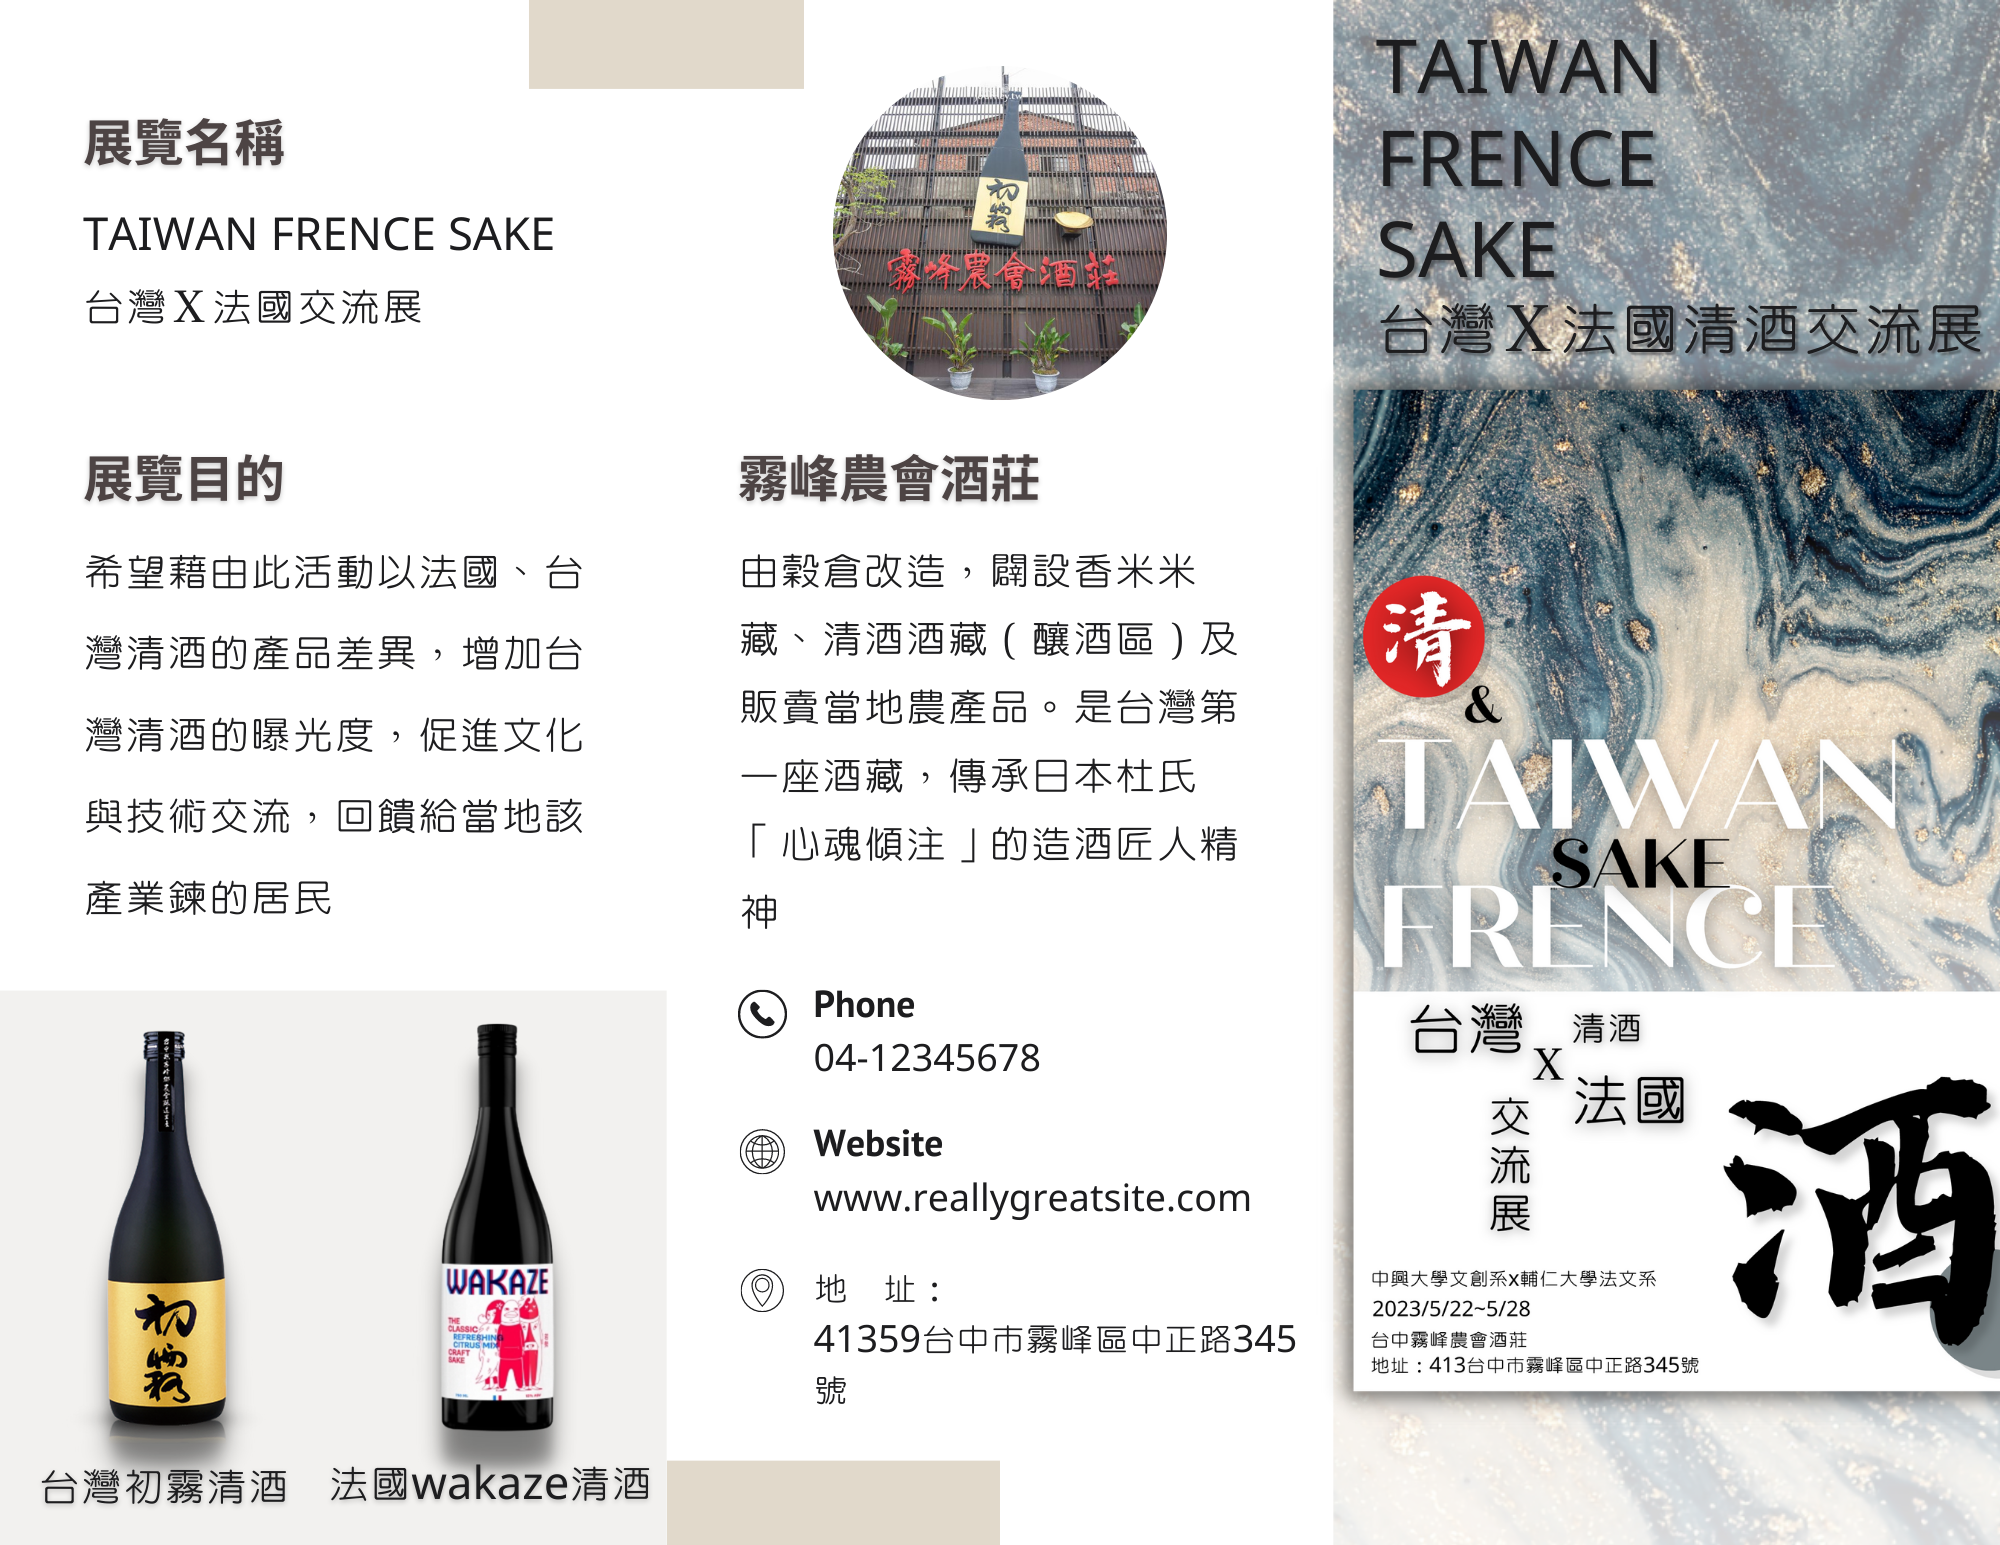 展覽名稱
TAIWAN FRENCE SAKE
台灣X法國交流展
展覽目的
希望藉由此活動以法國、台
灣清酒的產品差異，增加台
灣清酒的曝光度，促進文化
與技術交流，回饋給當地該
產業鍊的居民
初霧
WAKAZE
THE
CLASSIC
REFRESHING
CITRUS MIX
CRAFT
SAKE
台灣初霧清酒
法國wakaze清酒
初霧
霧峰農會酒莊
霧峰農會酒莊
由穀倉改造，闢設香米米
藏、清酒酒藏（釀酒區）及
販賣當地農產品。是台灣第
一座酒藏，傳承日本杜氏
「心魂傾注」的造酒匠人精
神
Phone
04-12345678
Website
www.reallygreatsite.com
地　址：
41359台中市霧峰區中正路345
號
TAIWAN
FRENCE
SAKE
台灣X法國清酒交流展
清
&
TAIWAN
SAKE
FRENCE
台灣
X
清酒
法國
交流展
酒
中興大學文創系x輔仁大學法文系
2023/5/22~5/28
台中霧峰農會酒莊
地址：413台中市霧峰區中正路345號